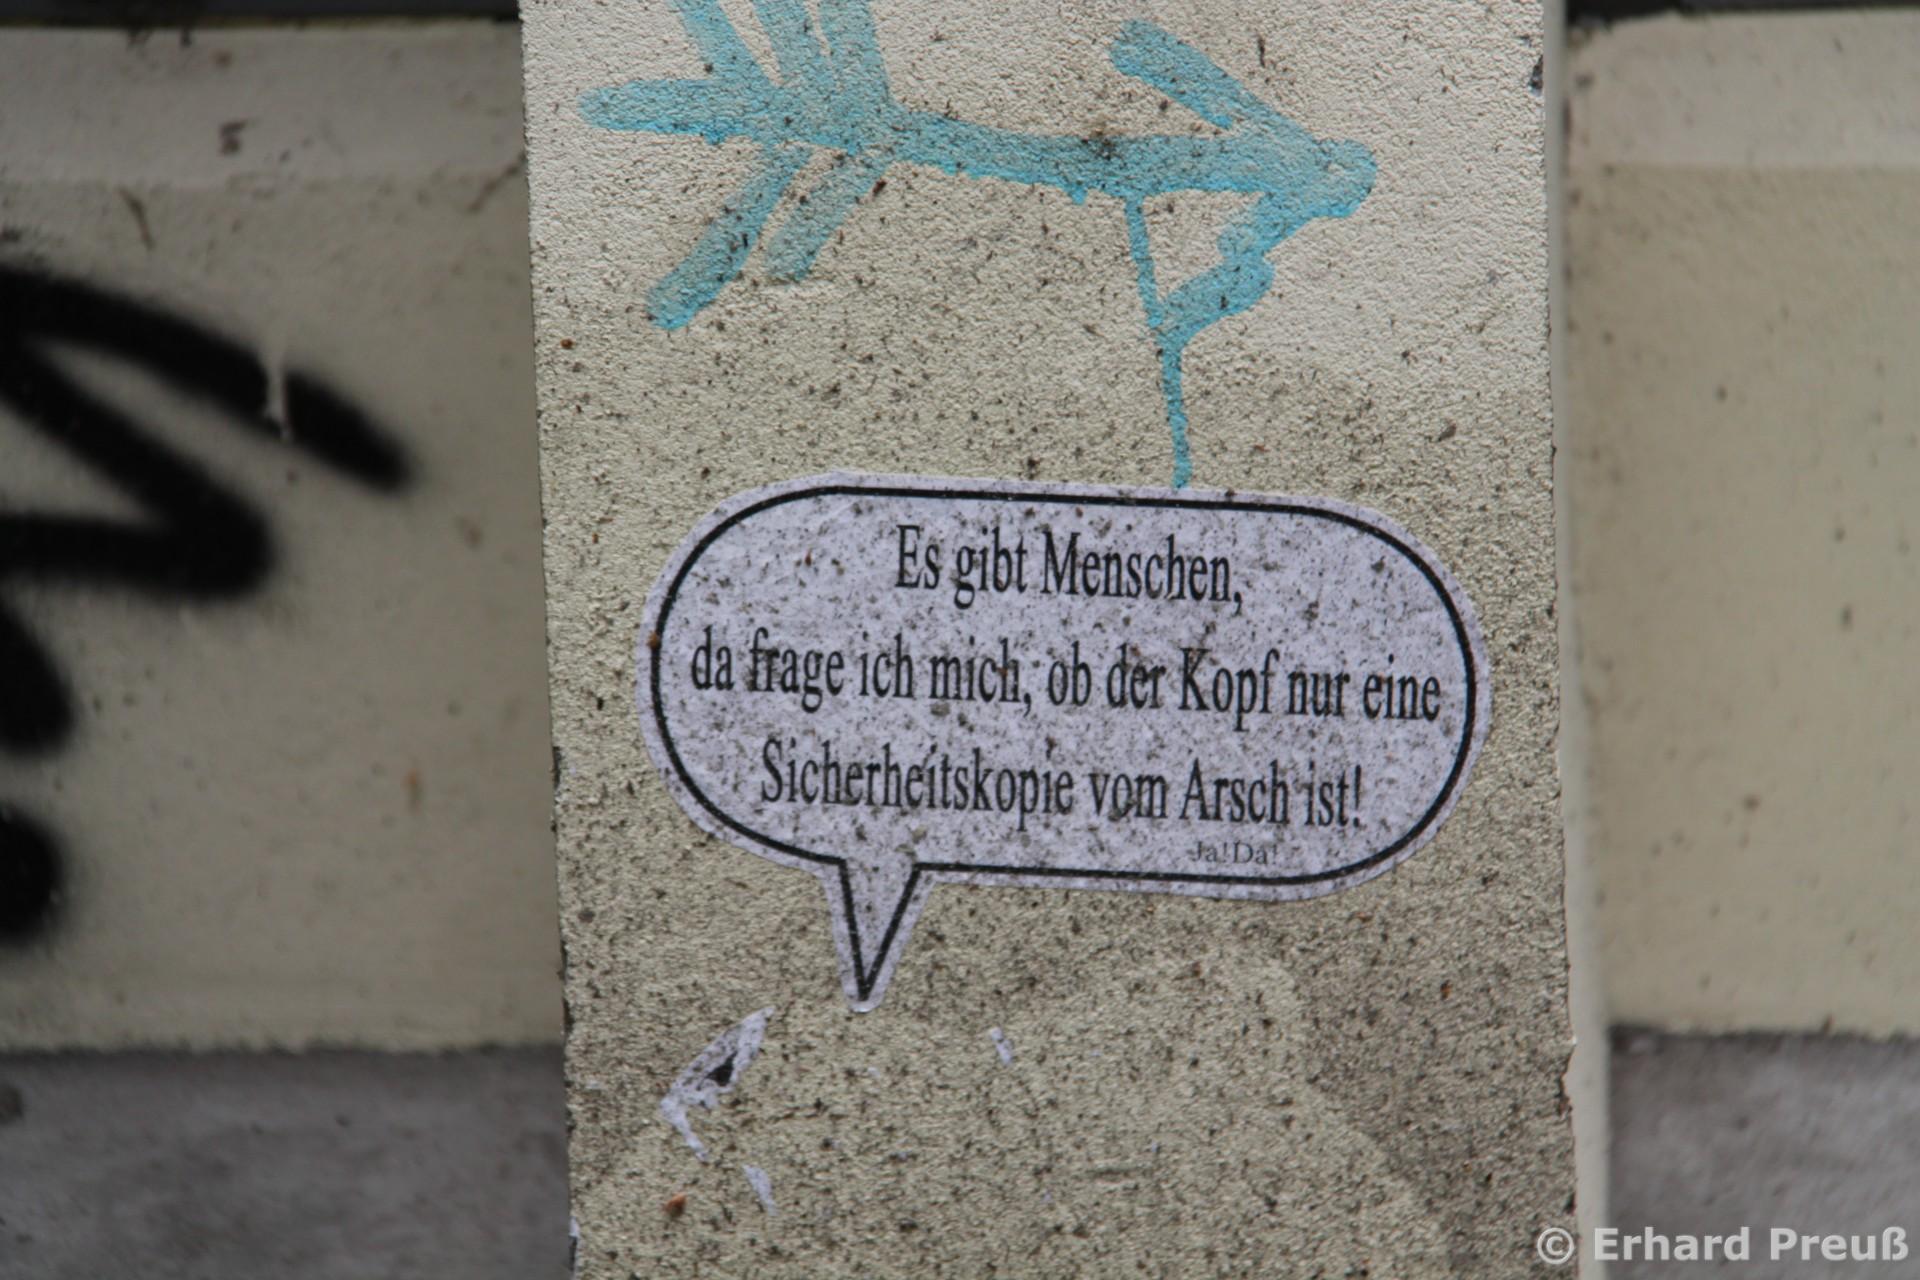 Es gibt Menschen,
da frage ich mich, ob der Kopf nur eine
Sicherheitskopie vom Arsch ist!
Ja!Da!
© Erhard Preuß